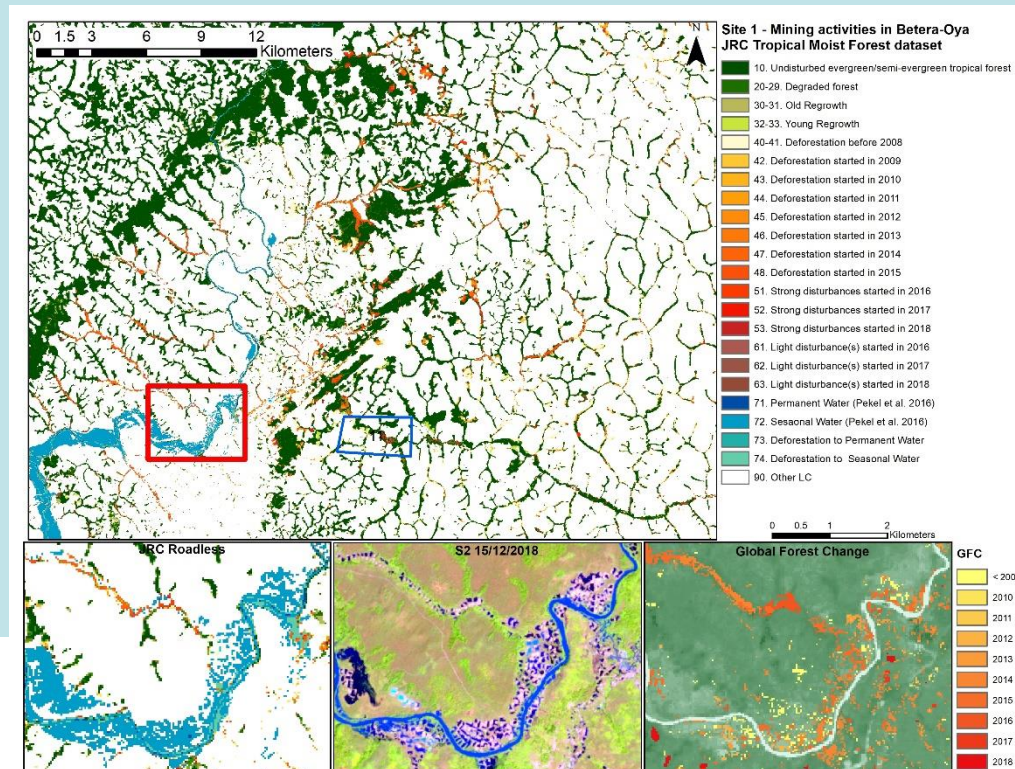 Site 1 - Mining activities in Betera-Oya
JRC Tropical Moist Forest dataset
0 1.5 3 6 9 12
Kilometers
N
10. Undisturbed evergreen/semi-evergreen tropical forest
20-29. Degraded forest
30-31. Old Regrowth
32-33. Young Regrowth
40-41. Deforestation before 2008
42. Deforestation started in 2009
43. Deforestation started in 2010
44. Deforestation started in 2011
45. Deforestation started in 2012
46. Deforestation started in 2013
47. Deforestation started in 2014
48. Deforestation started in 2015
51. Strong disturbances started in 2016
52. Strong disturbances started in 2017
53. Strong disturbances started in 2018
61. Light disturbance(s) started in 2016
62. Light disturbance(s) started in 2017
63. Light disturbance(s) started in 2018
71. Permanent Water (Pekel et al. 2016)
72. Sesaonal Water (Pekel et al. 2016)
73. Deforestation to Permanent Water
74. Deforestation to Seasonal Water
90. Other LC
0 0.5 1 2
Kilometers
JRC Roadless
S2 15/12/2018
Global Forest Change
GFC
< 200
2010
2011
2012
2013
2014
2015
2016
2017
2018